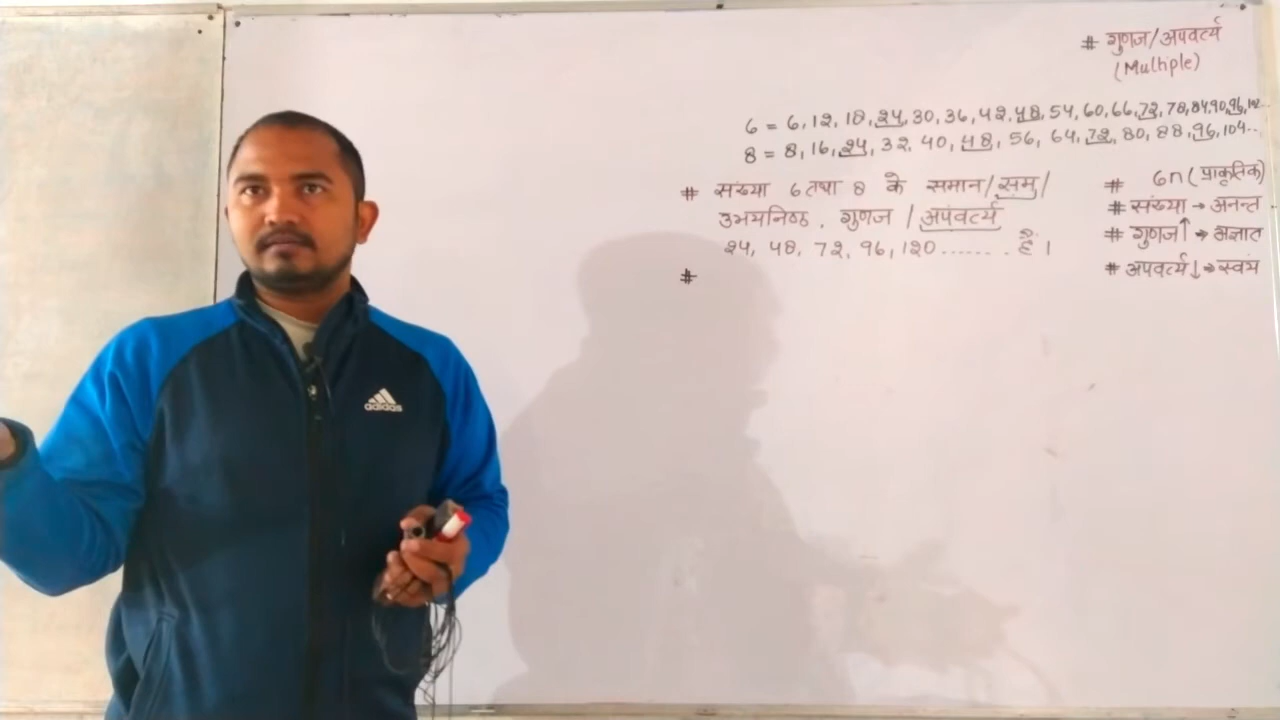 # गुणज/अपवर्त्य
(Multiple)
6 = 6, 12, 18, 24, 30, 36, 42, 48, 54, 60, 66, 72, 78, 84, 90, 96, 102...
8 = 8, 16, 24, 32, 40, 48, 56, 64, 72, 80, 88, 96, 104...
# संख्या 6 तथा 8 के समान/सम/
उभयनिष्ठ. गुणज / अपवर्त्य
24, 48, 72, 96, 120....... हैं।
#
# 6n (प्राकृतिक)
# संख्या → अनन्त
# गुणज↑ → अज्ञात
# अपवर्त्य↓ → स्वयं
adidas